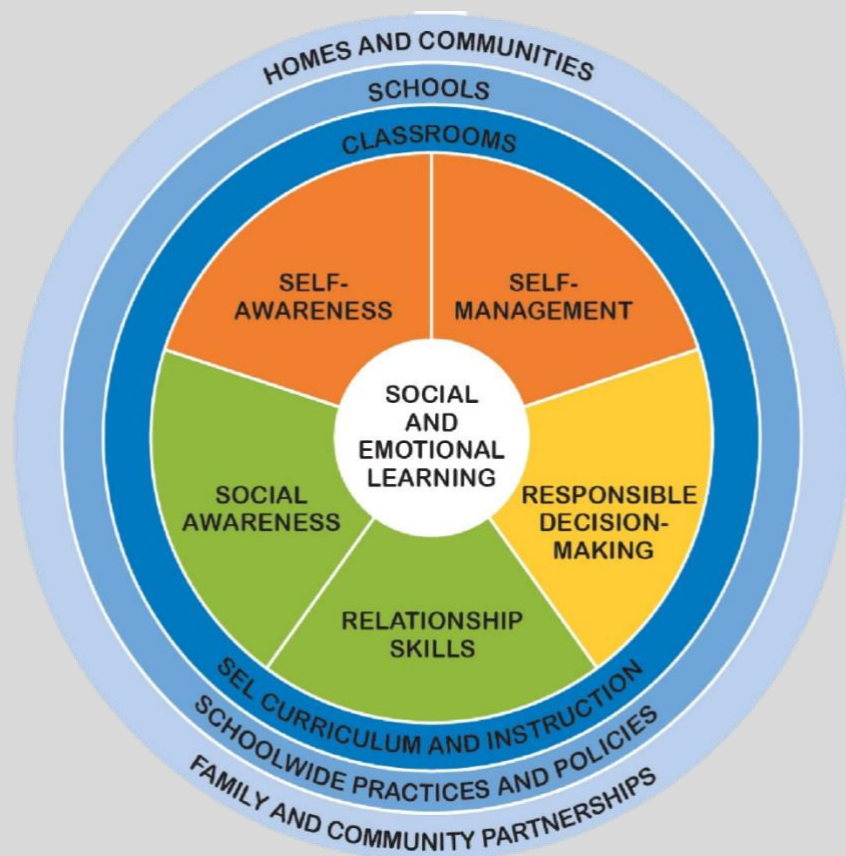 HOMES AND COMMUNITIES
SCHOOLS
CLASSROOMS
SELF-
AWARENESS
SELF-
MANAGEMENT
SOCIAL
AND
EMOTIONAL
LEARNING
SOCIAL
AWARENESS
RESPONSIBLE
DECISION-
MAKING
RELATIONSHIP
SKILLS
SEL CURRICULUM AND INSTRUCTION
SCHOOLWIDE PRACTICES AND POLICIES
FAMILY AND COMMUNITY PARTNERSHIPS